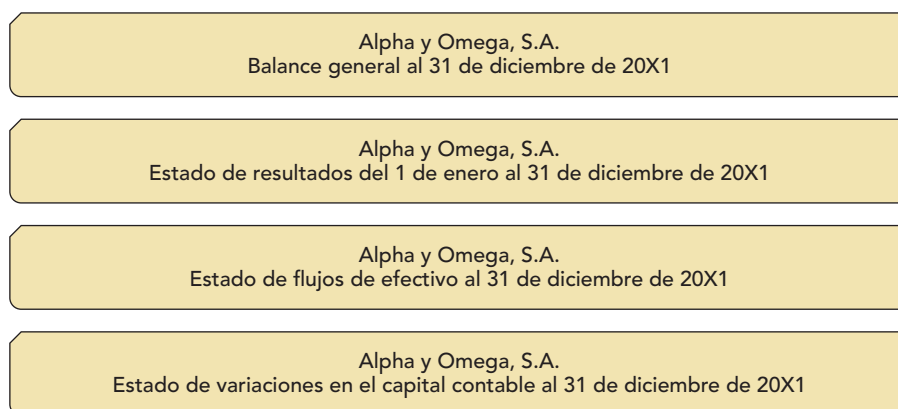 Alpha y Omega, S.A.
Balance general al 31 de diciembre de 20X1
Alpha y Omega, S.A.
Estado de resultados del 1 de enero al 31 de diciembre de 20X1
Alpha y Omega, S.A.
Estado de flujos de efectivo al 31 de diciembre de 20X1
Alpha y Omega, S.A.
Estado de variaciones en el capital contable al 31 de diciembre de 20X1